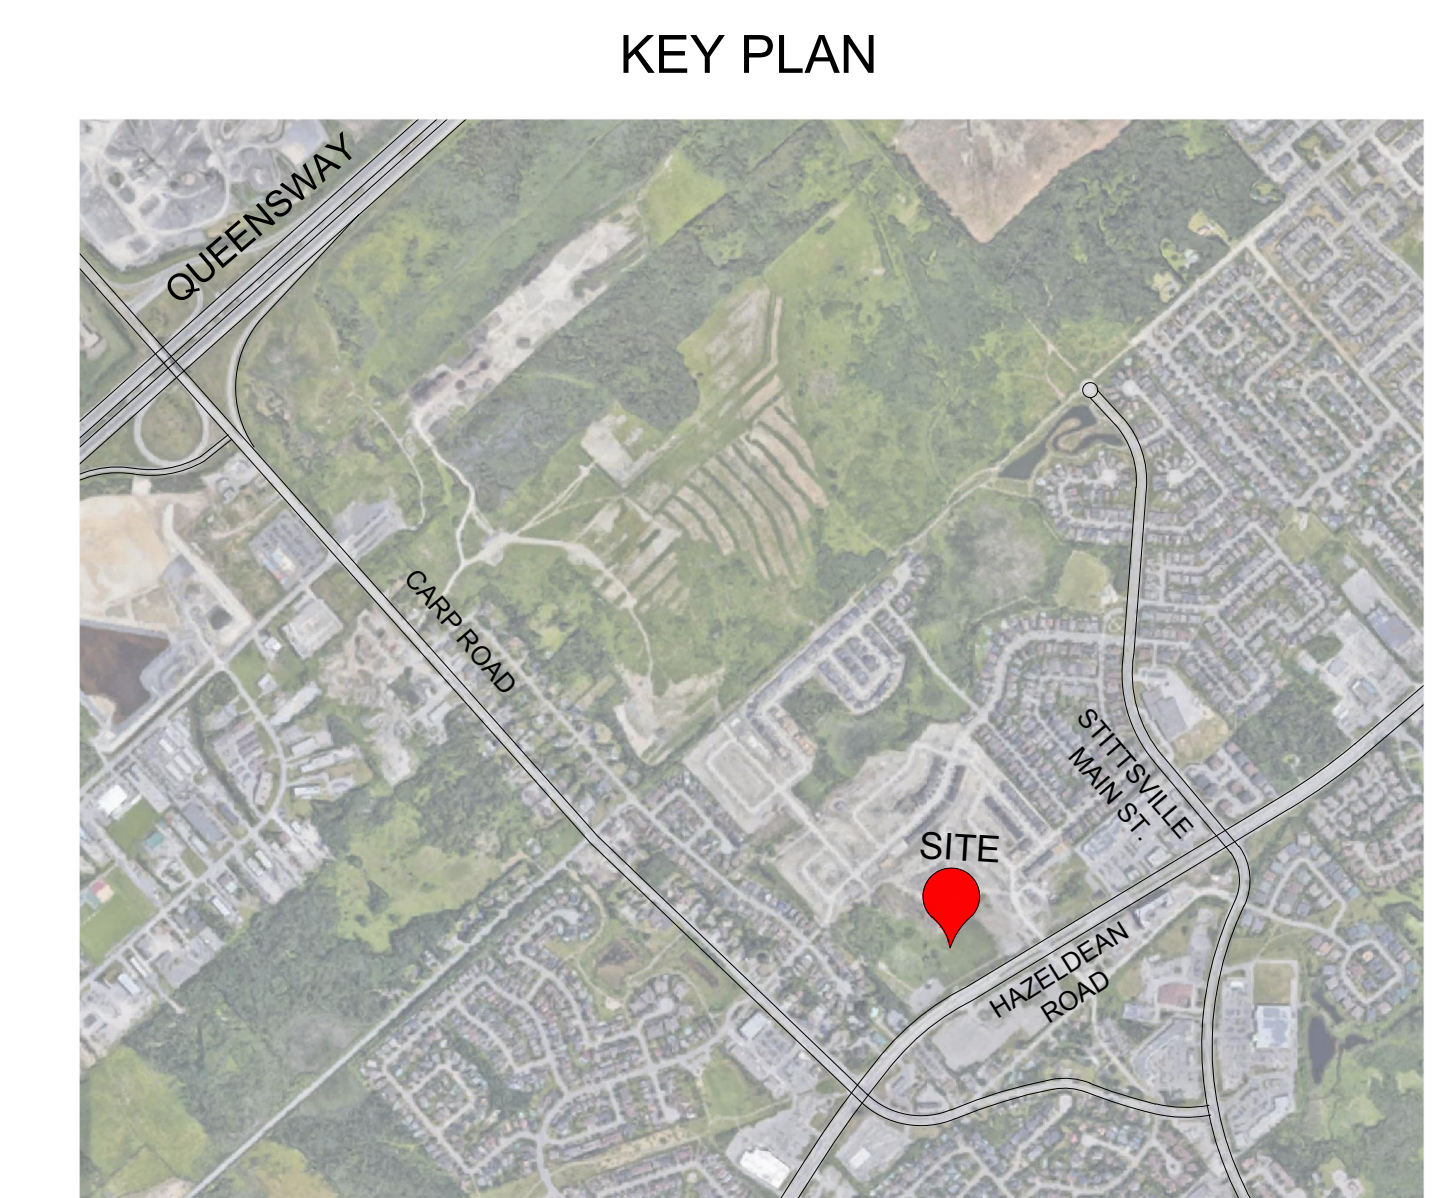 KEY PLAN
QUEENSWAY
CARP ROAD
STITTSVILLE
MAIN ST.
SITE
HAZELDEAN
ROAD